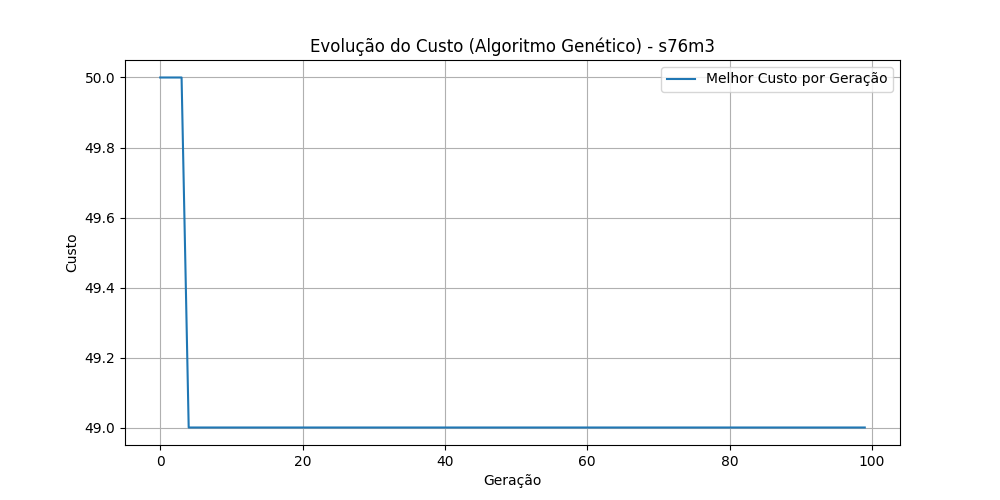 Evolução do Custo (Algoritmo Genético) - s76m3
Melhor Custo por Geração
50.0
49.8
49.6
49.4
49.2
49.0
Custo
0 20 40 60 80 100
Geração